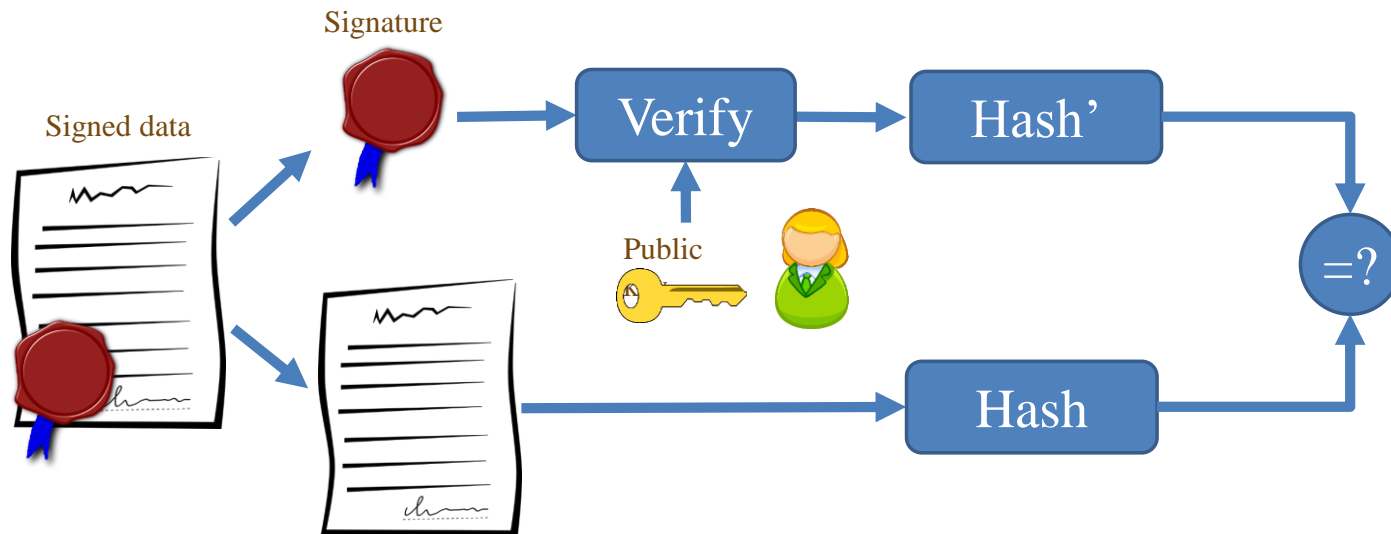 Signature
Signed data
Verify
Hash’
Public
=?
Hash